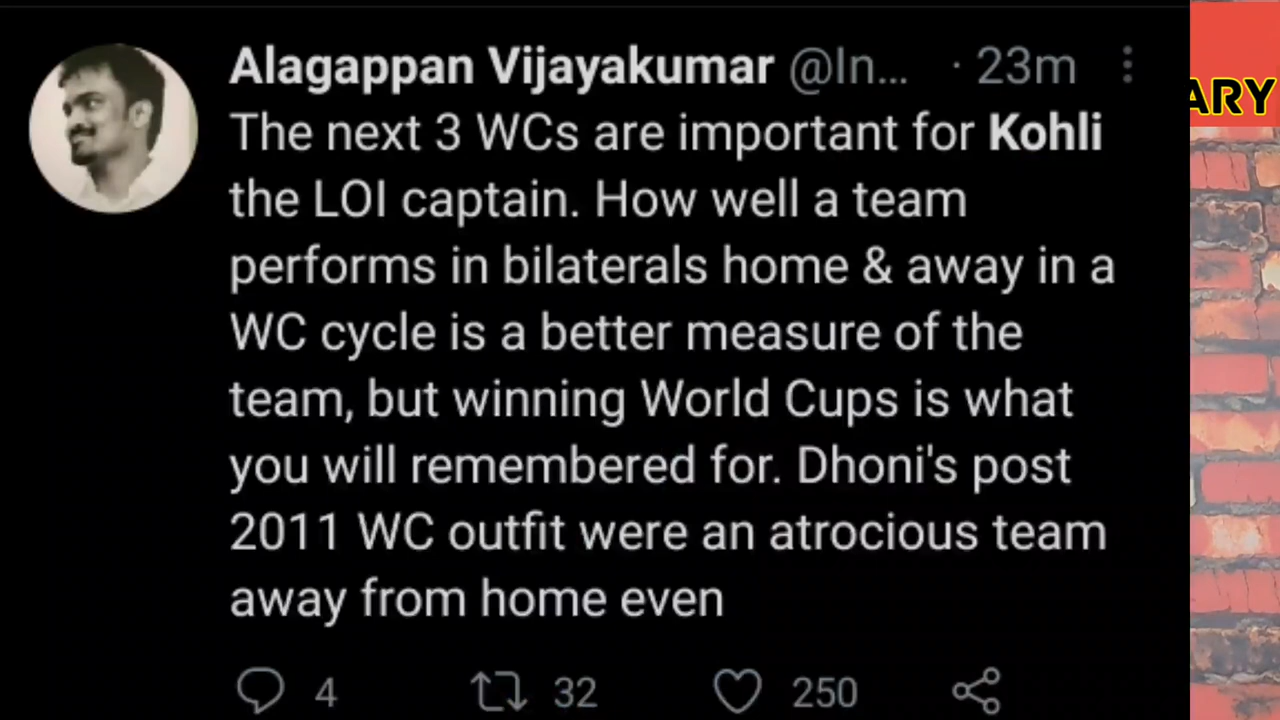 Alagappan Vijayakumar @In... · 23m
The next 3 WCs are important for Kohli
the LOI captain. How well a team
performs in bilaterals home & away in a
WC cycle is a better measure of the
team, but winning World Cups is what
you will remembered for. Dhoni's post
2011 WC outfit were an atrocious team
away from home even
4 32 250
ARY